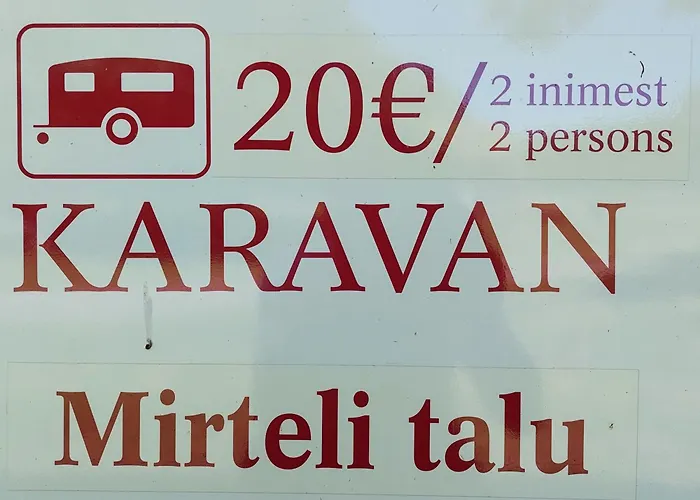 20€/ 2 inimest
2 persons
KARAVAN
Mirteli talu